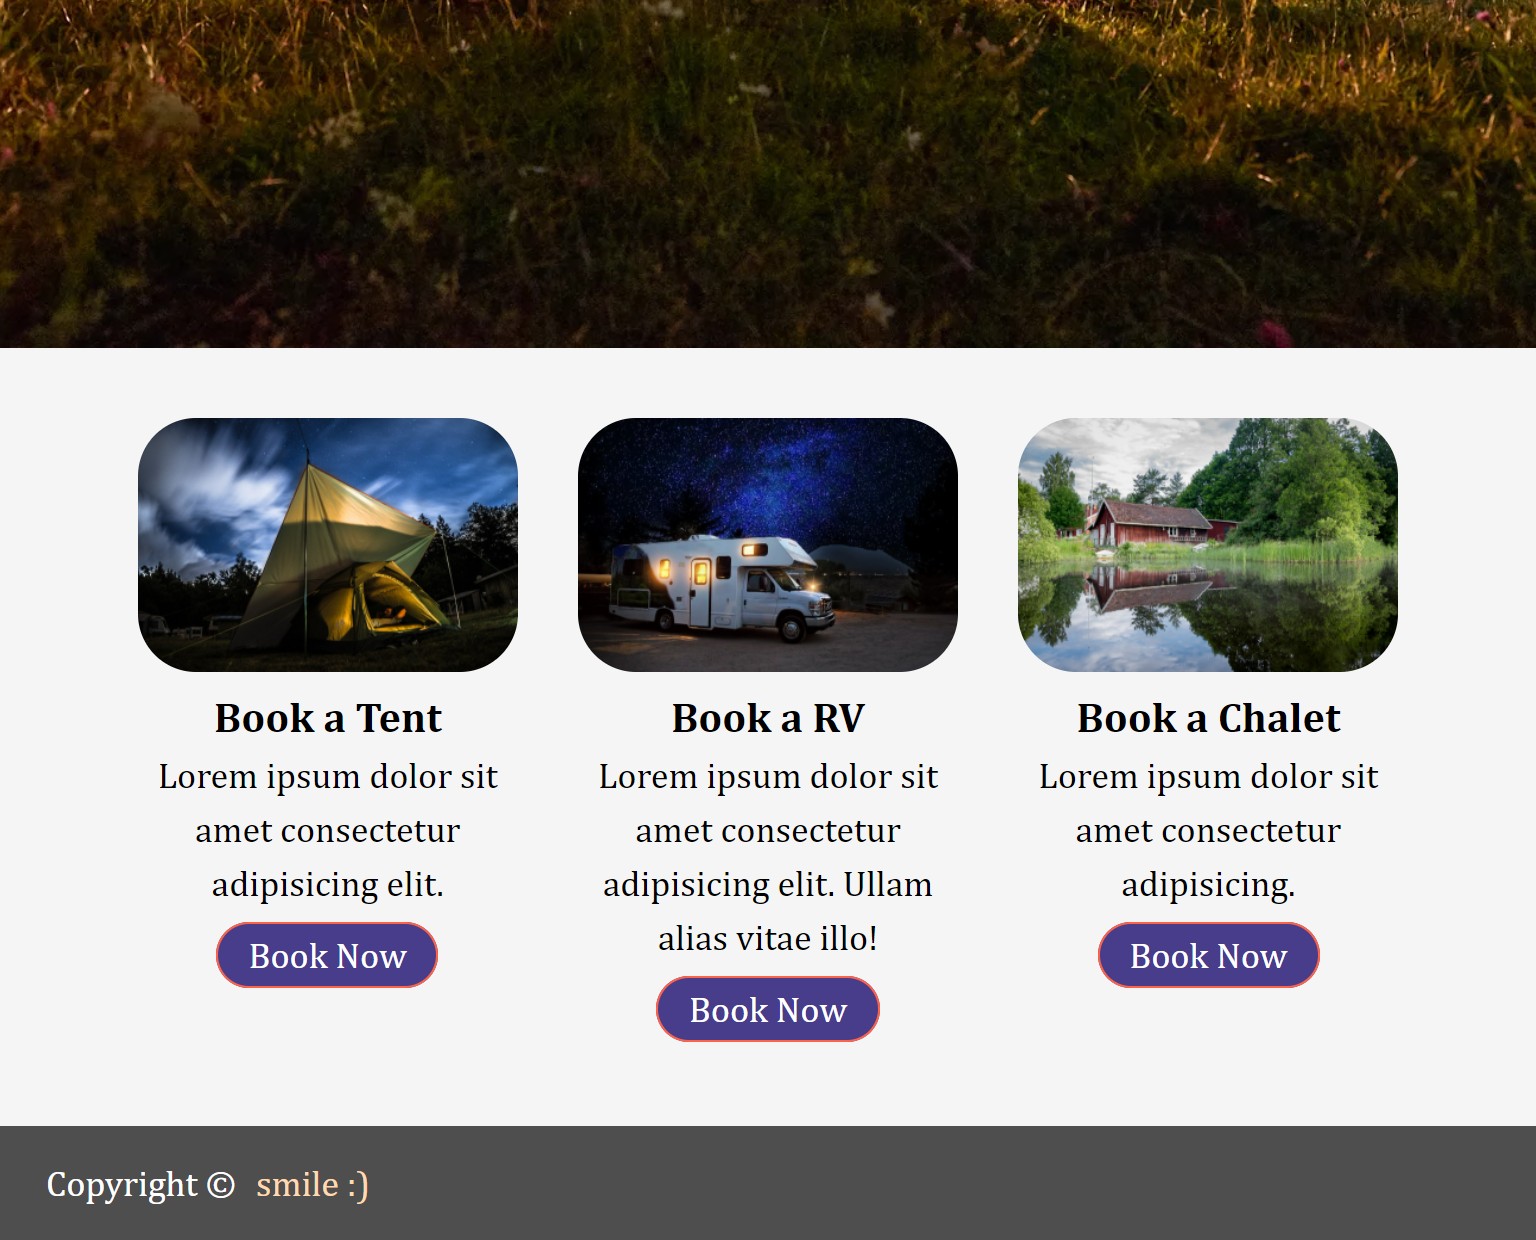 Book a Tent
Lorem ipsum dolor sit
amet consectetur
adipisicing elit.
Book Now
Book a RV
Lorem ipsum dolor sit
amet consectetur
adipisicing elit. Ullam
alias vitae illo!
Book Now
Book a Chalet
Lorem ipsum dolor sit
amet consectetur
adipisicing.
Book Now
Copyright © smile :)